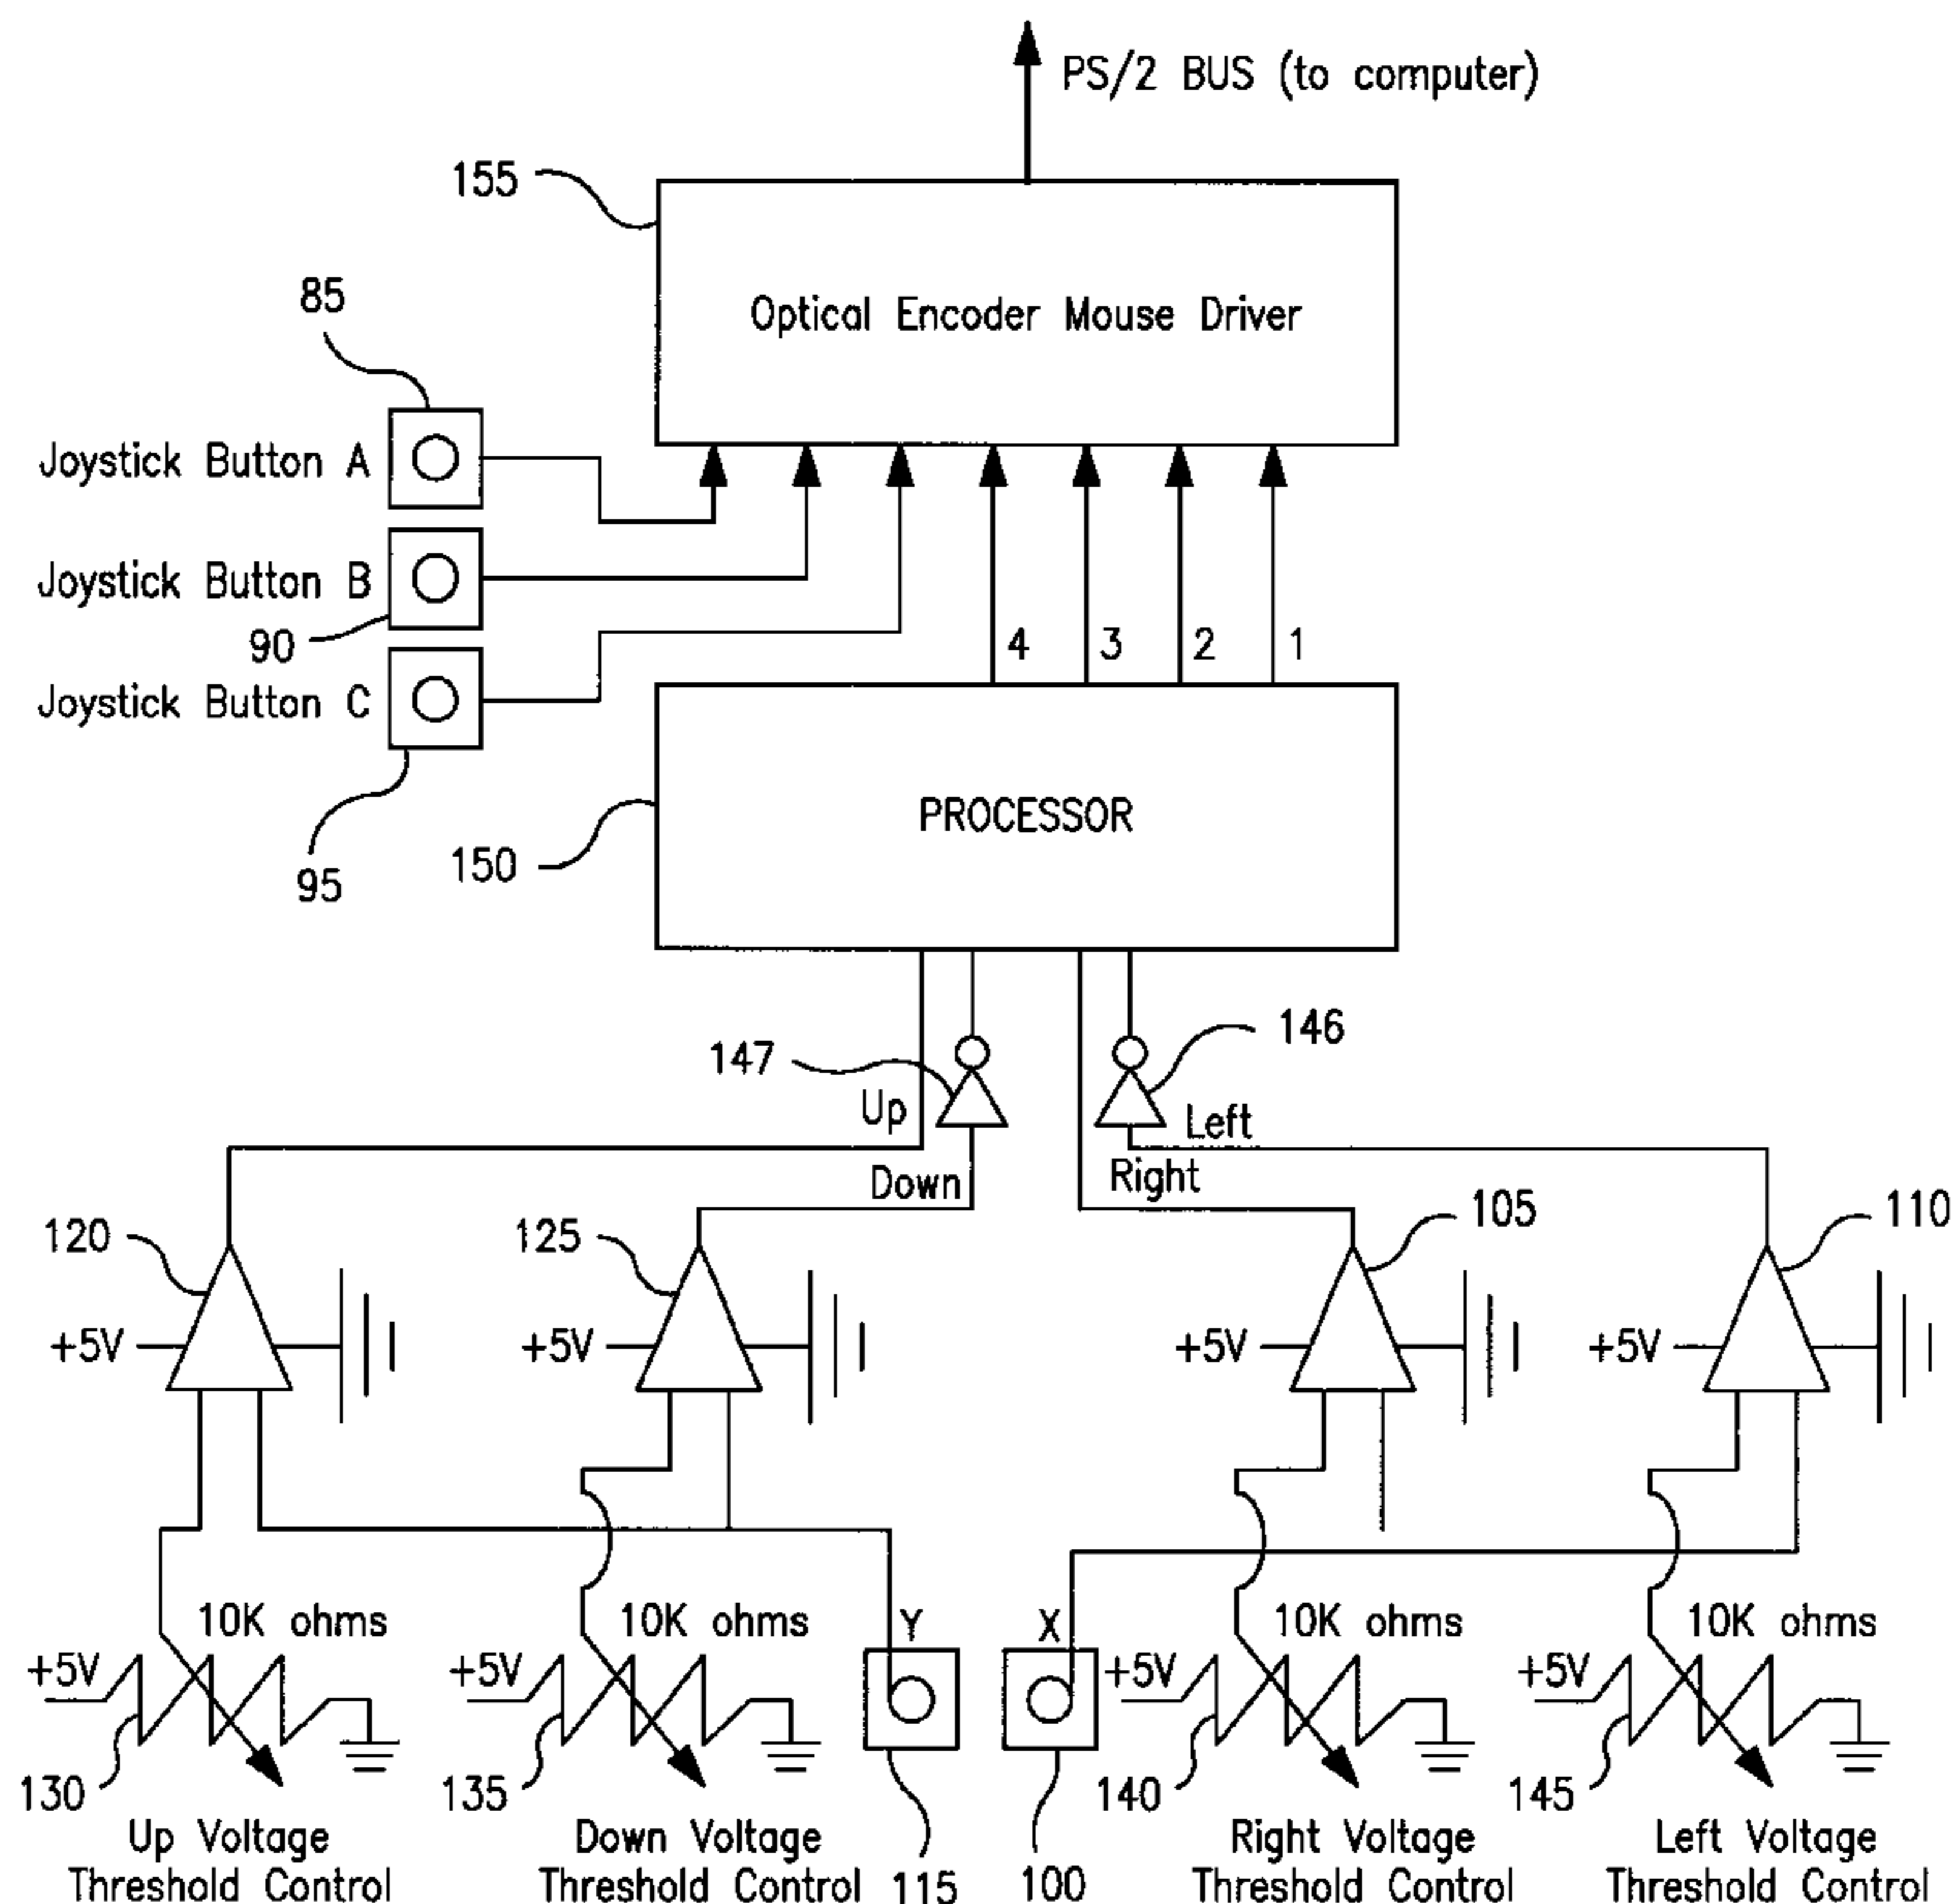 PS/2 BUS (to computer)
155
Optical Encoder Mouse Driver
85
Joystick Button A
Joystick Button B
90
Joystick Button C
95
4 3 2 1
PROCESSOR
150
147
146
Up
Left
Down
Right
120
125
105
110
+5V
+5V
+5V
+5V
10K ohms
10K ohms
Y
X
10K ohms
10K ohms
+5V
+5V
+5V
+5V
130
135
140
145
Up Voltage
Threshold Control
Down Voltage
Threshold Control
115
100
Right Voltage
Threshold Control
Left Voltage
Threshold Control